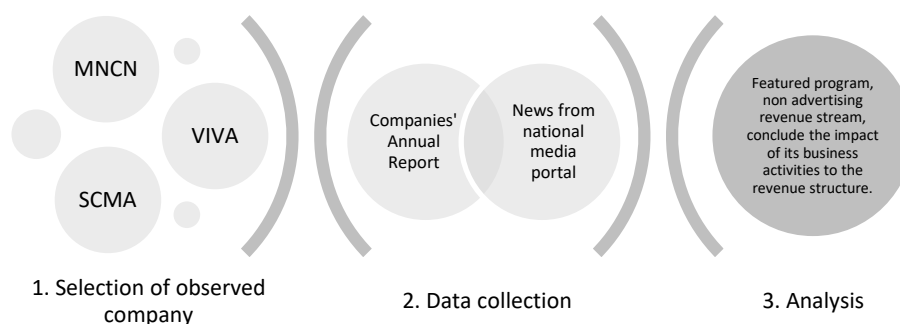 MNCN
VIVA
SCMA
1. Selection of observed
company
Companies'
Annual
Report
News from
national
media
portal
2. Data collection
Featured program,
non advertising
revenue stream,
conclude the impact
of its business
activities to the
revenue structure.
3. Analysis